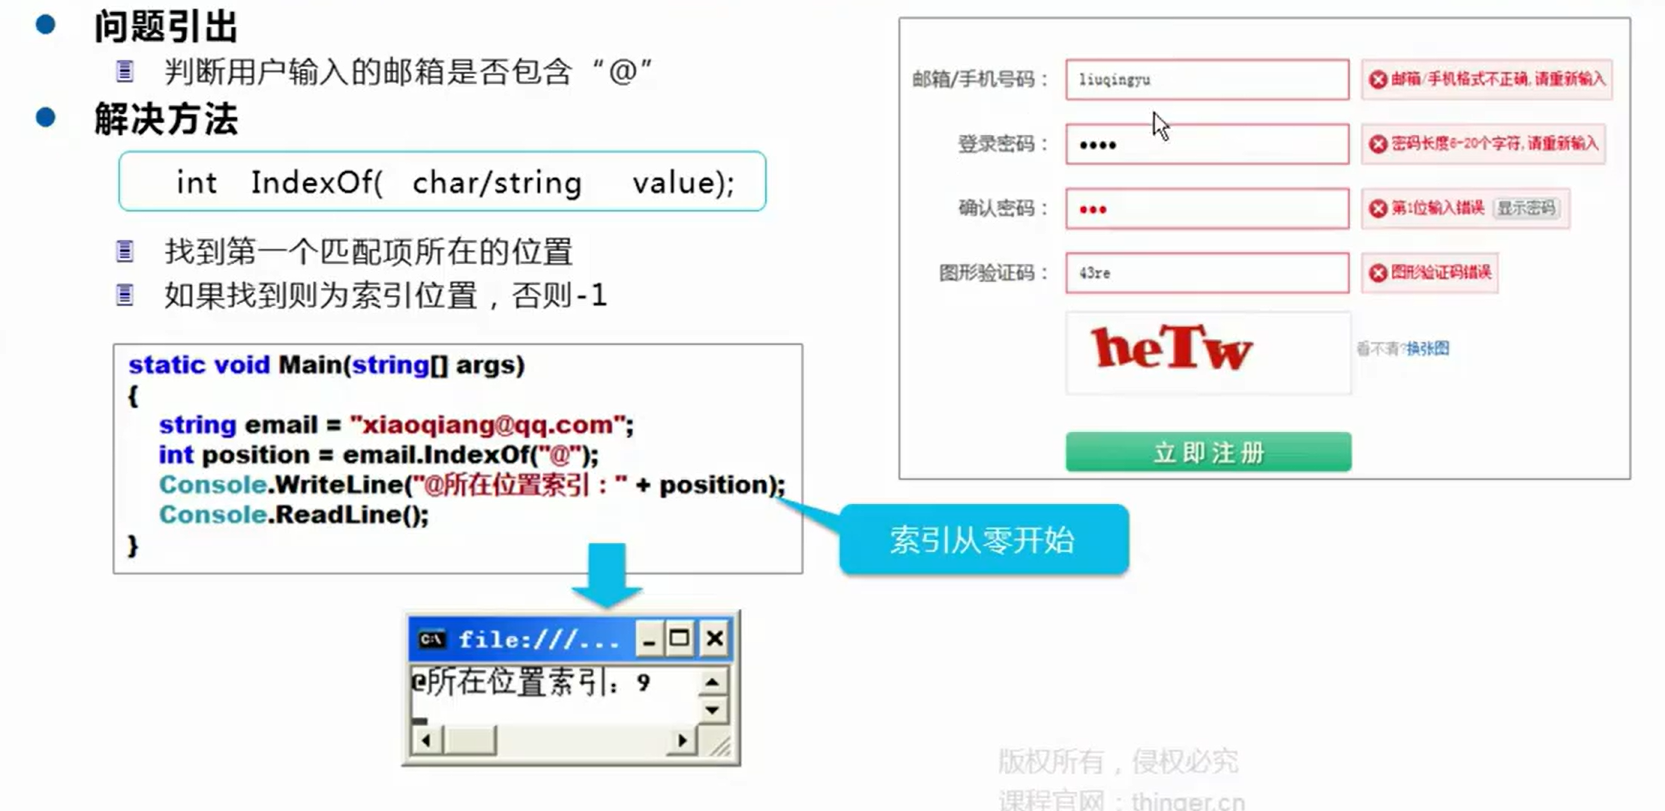 问题引出
判断用户输入的邮箱是否包含“@”
解决方法
int IndexOf( char/string value);
找到第一个匹配项所在的位置
如果找到则为索引位置，否则-1
static void Main(string[] args)
{
string email = "xiaoqiang@qq.com";
int position = email.IndexOf("@");
Console.WriteLine("@所在位置索引：" + position);
Console.ReadLine();
}
索引从零开始
C:\ file:///...
@所在位置索引：9
邮箱/手机号码： liuqingyu 邮箱/手机格式不正确,请重新输入
登录密码： •••• 密码长度6-20个字符,请重新输入
确认密码： ••• 第1位输入错误 显示密码
图形验证码： 43re 图形验证码错误
heTw 看不清?换张图
立即注册
版权所有，侵权必究
课程官网：thinger.cn